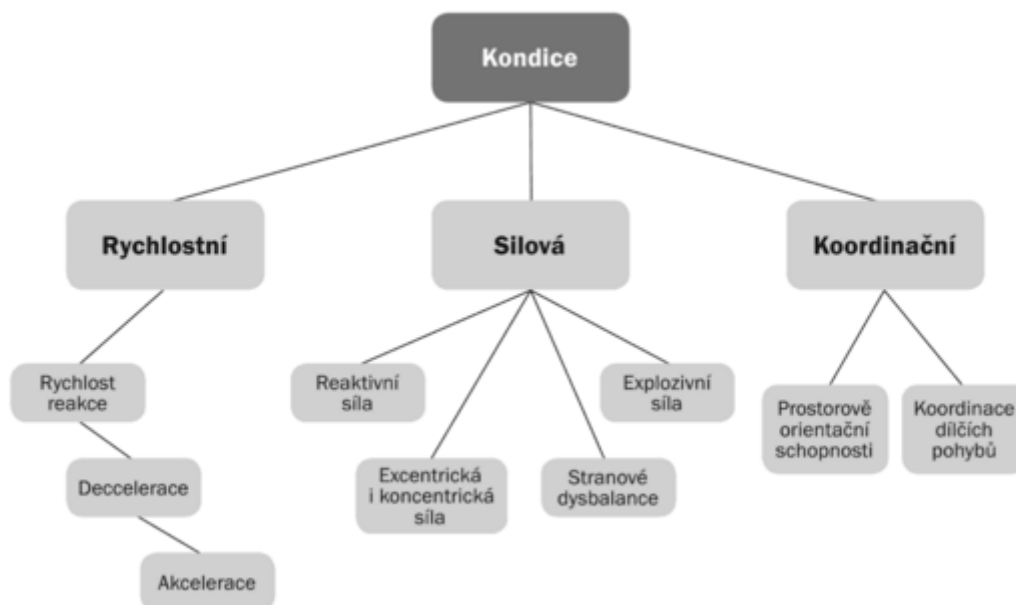 Kondice
Rychlostní
Silová
Koordinační
Rychlost
reakce
Deccelerace
Akcelerace
Reaktivní
síla
Excentrická
i koncentrická
síla
Stranové
dysbalance
Explozivní
síla
Prostorově
orientační
schopnosti
Koordinace
dílčích
pohybů